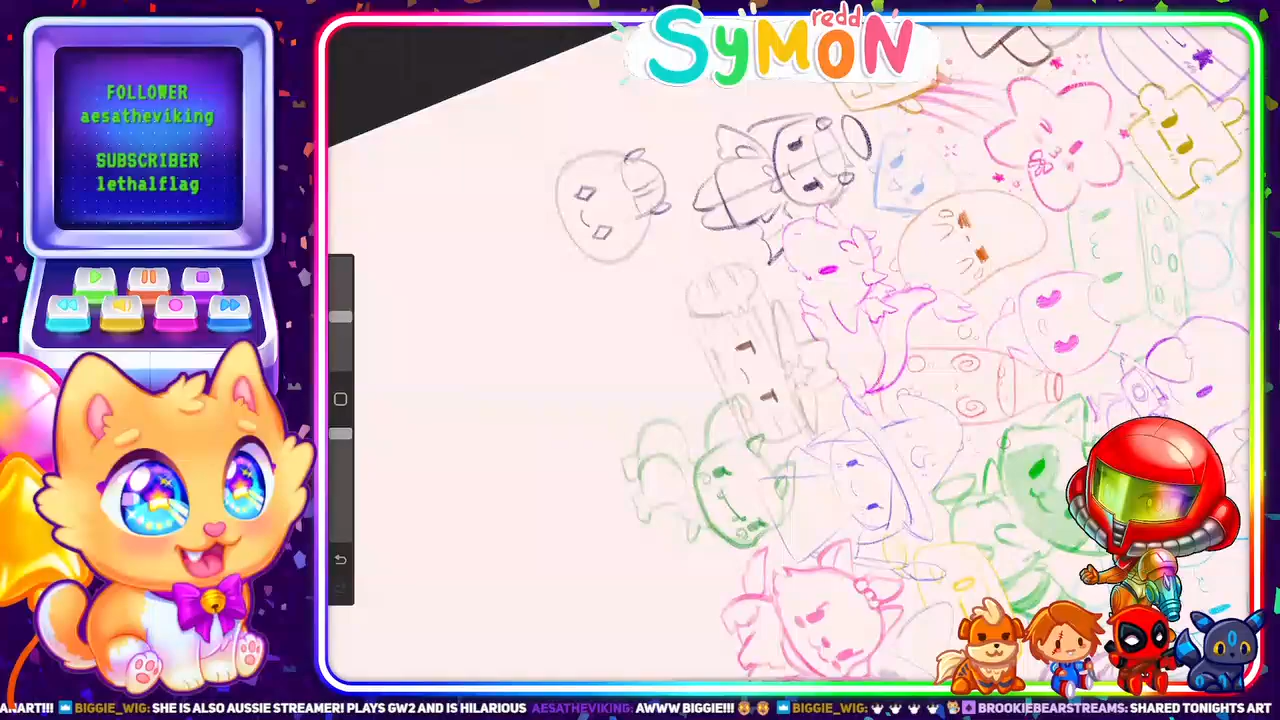 redd
SyMoN
FOLLOWER
aesatheviking
SUBSCRIBER
lethalflag
ANART!!! BIGGIE_WIG: SHE IS ALSO AUSSIE STREAMER! PLAYS GW2 AND IS HILARIOUS AESATHEVIKING: AWWW BIGGIE!!! BIGGIE_WIG: BROOKIEBEARSTREAMS: SHARED TONIGHTS ART